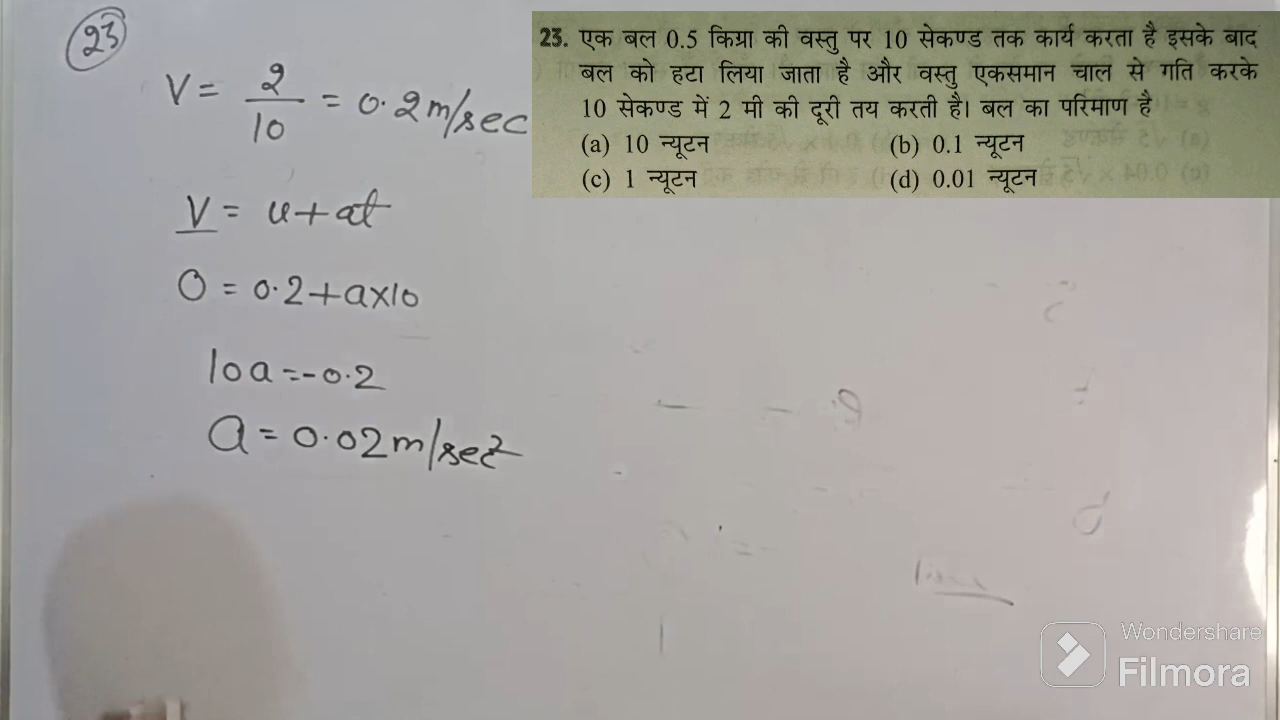 23
V = 2/10 = 0.2 m/sec
V = u + at
0 = 0.2 + a×10
10a = -0.2
a = 0.02 m/sec²
23. एक बल 0.5 किग्रा की वस्तु पर 10 सेकण्ड तक कार्य करता है इसके बाद
बल को हटा लिया जाता है और वस्तु एकसमान चाल से गति करके
10 सेकण्ड में 2 मी की दूरी तय करती है। बल का परिमाण है
(a) 10 न्यूटन (b) 0.1 न्यूटन
(c) 1 न्यूटन (d) 0.01 न्यूटन
Wondershare
Filmora